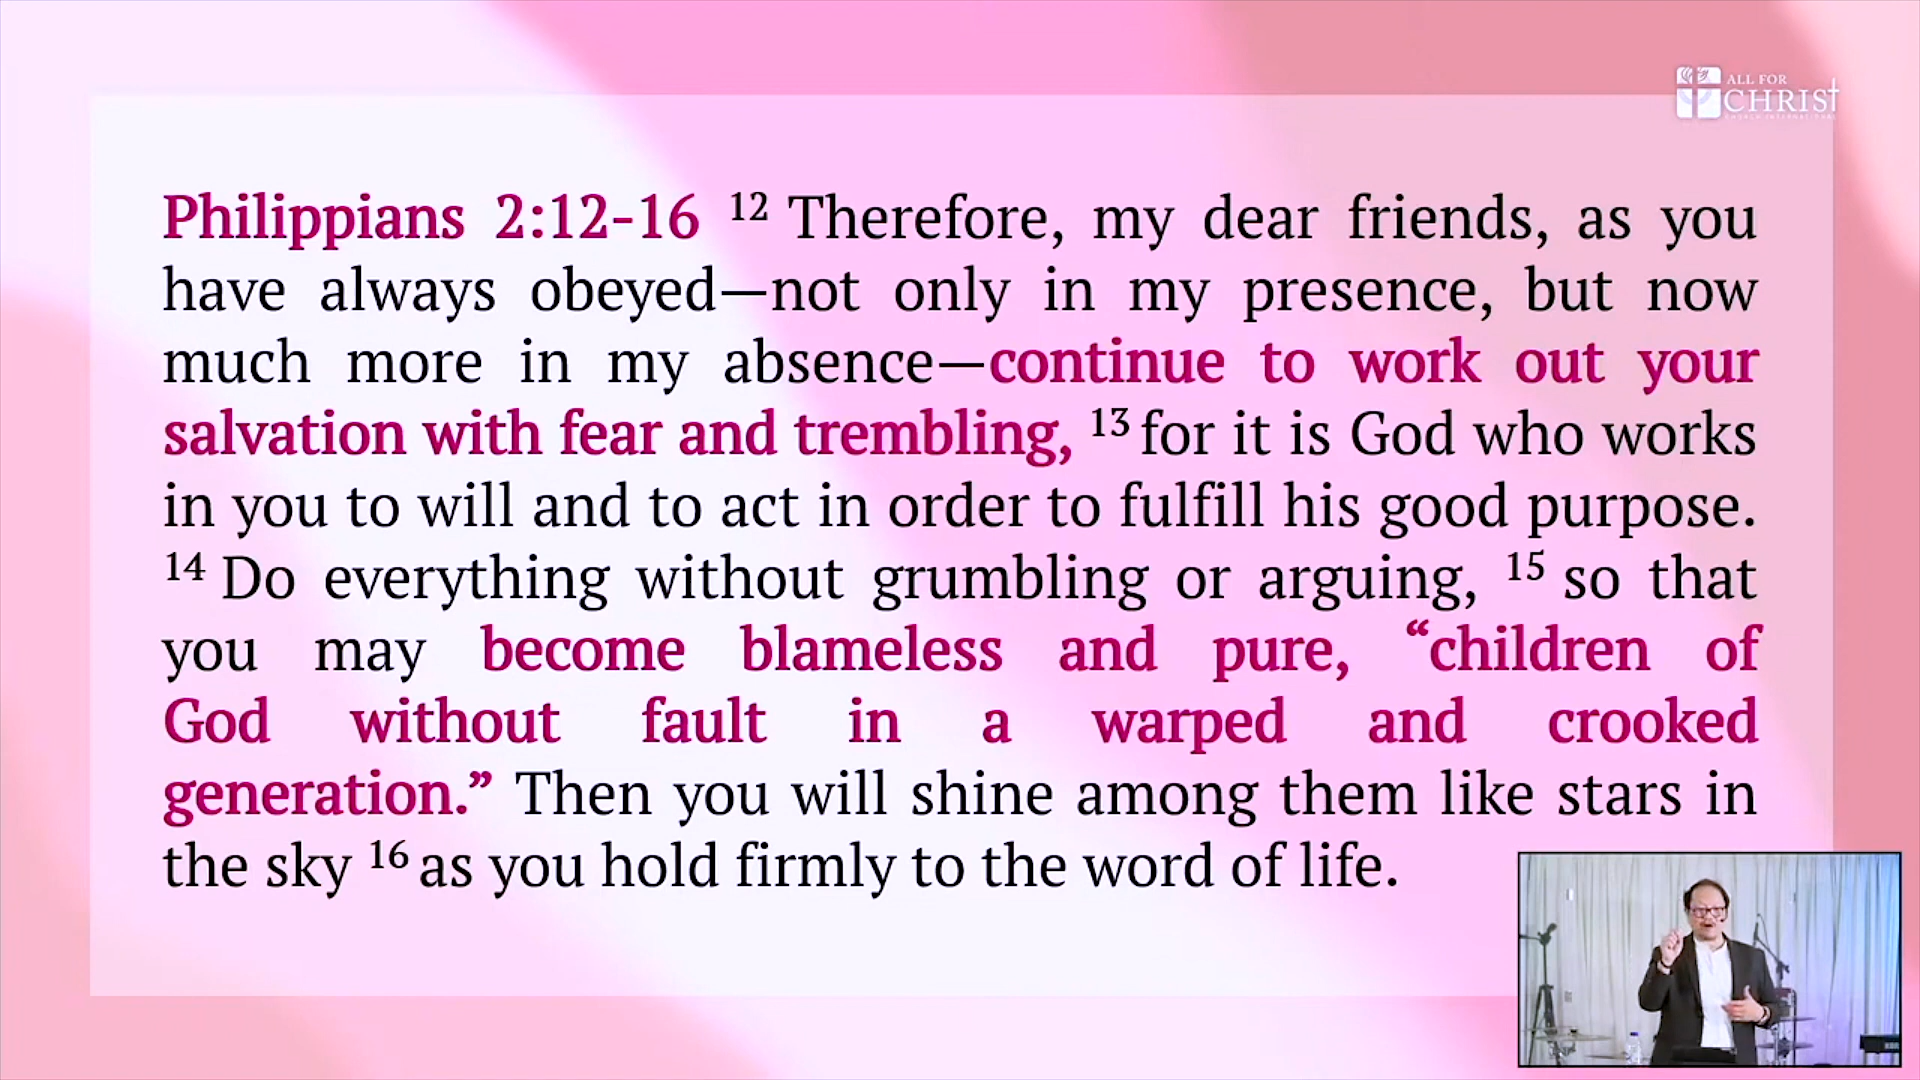 ALL FOR
CHRIST
CHURCH INTERNATIONAL
Philippians 2:12-16 ¹² Therefore, my dear friends, as you
have always obeyed—not only in my presence, but now
much more in my absence—continue to work out your
salvation with fear and trembling, ¹³ for it is God who works
in you to will and to act in order to fulfill his good purpose.
¹⁴ Do everything without grumbling or arguing, ¹⁵ so that
you may become blameless and pure, “children of
God without fault in a warped and crooked
generation.” Then you will shine among them like stars in
the sky ¹⁶ as you hold firmly to the word of life.